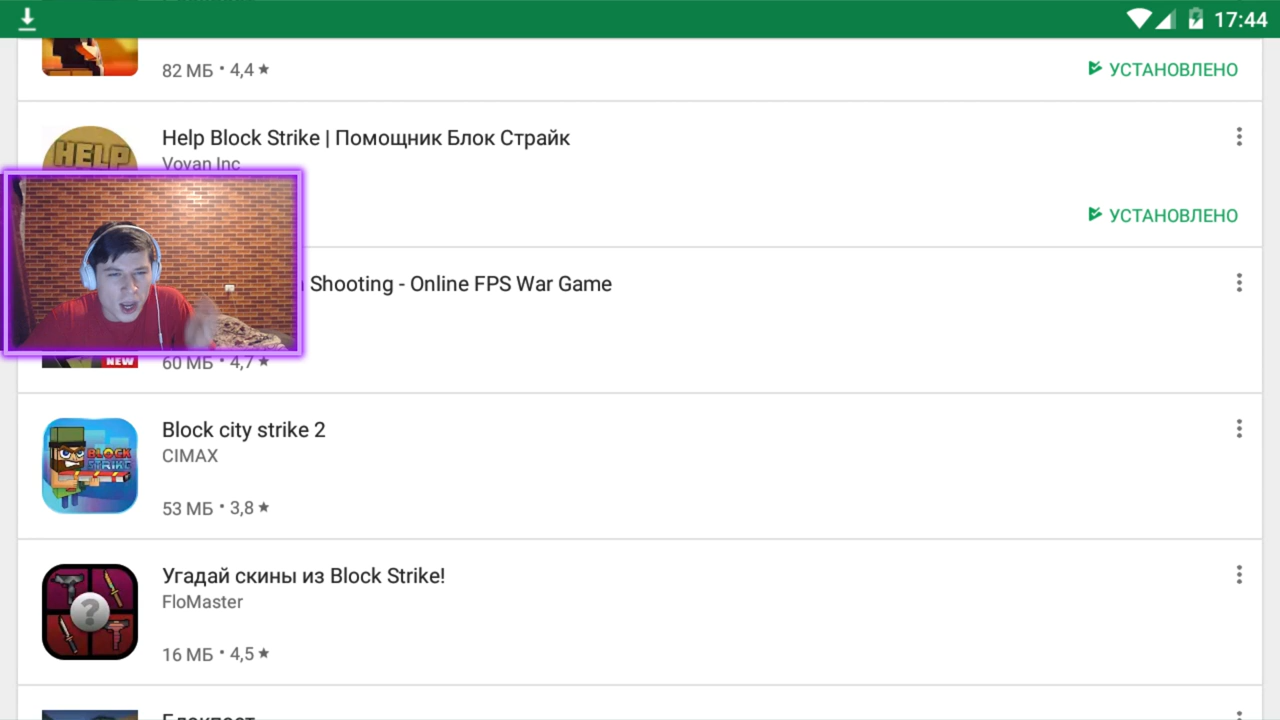 17:44
82 МБ • 4,4 ★
УСТАНОВЛЕНО
Help Block Strike | Помощник Блок Страйк
HELP
Vovan Inc
УСТАНОВЛЕНО
Shooting - Online FPS War Game
NEW
60 МБ • 4,7 ★
Block city strike 2
BLOCK
STRIKE
CIMAX
53 МБ • 3,8 ★
Угадай скины из Block Strike!
FloMaster
?
16 МБ • 4,5 ★
Блокпост